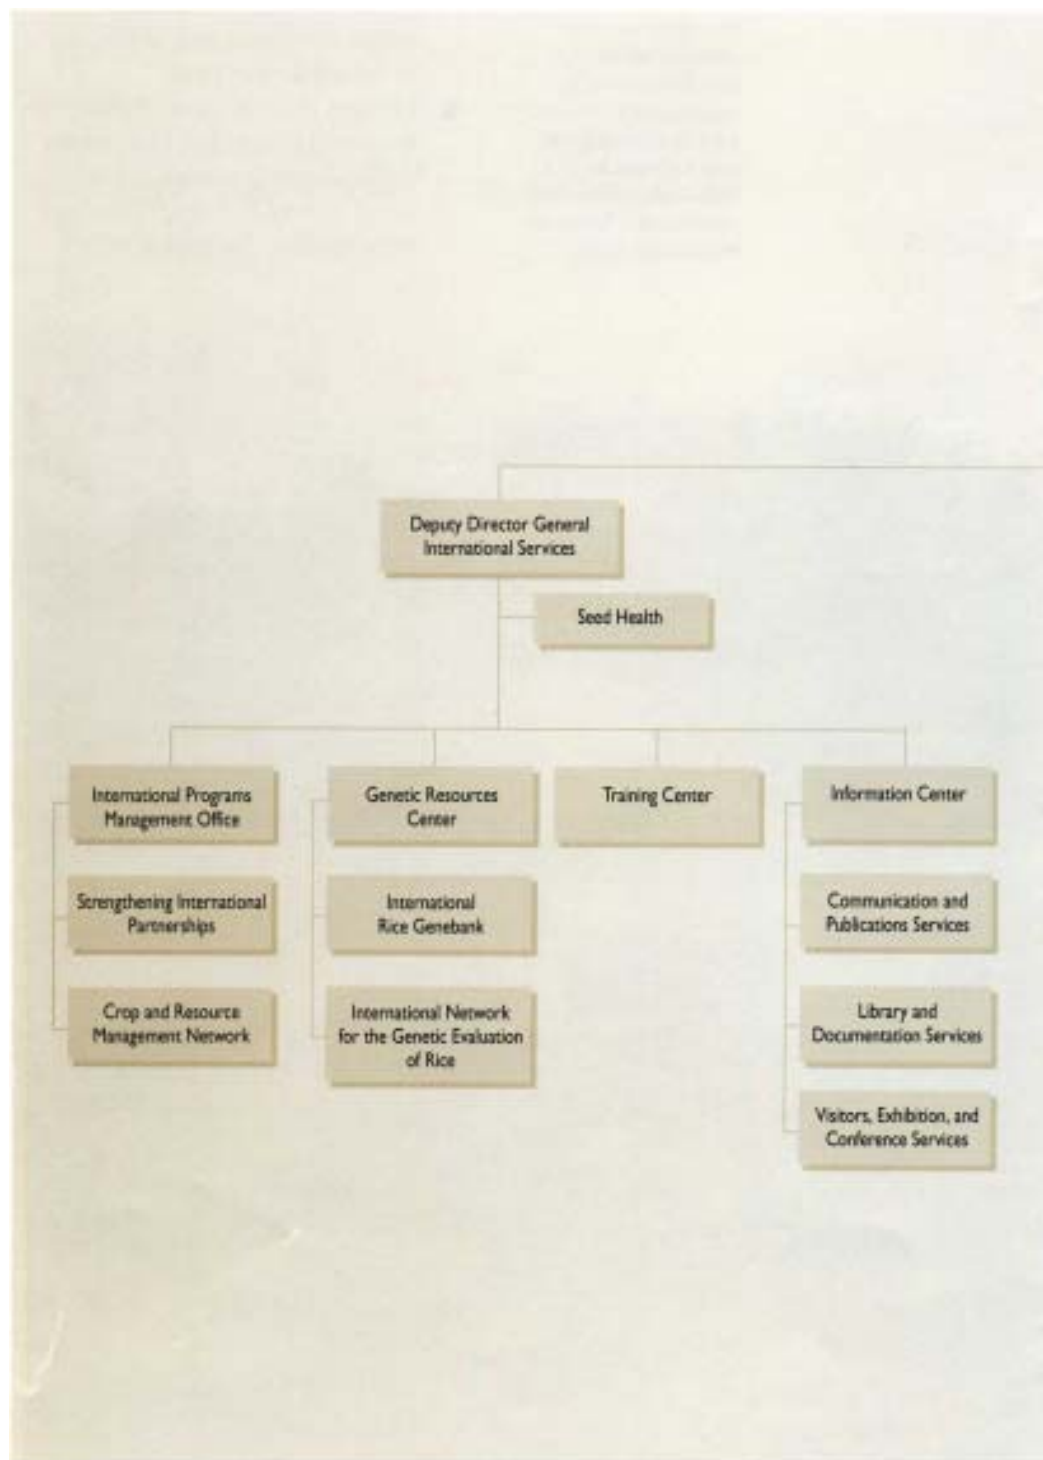 Deputy Director General
International Services
Seed Health
International Programs
Management Office
Strengthening International
Partnerships
Crop and Resource
Management Network
Genetic Resources
Center
International
Rice Genebank
International Network
for the Genetic Evaluation
of Rice
Training Center
Information Center
Communication and
Publications Services
Library and
Documentation Services
Visitors, Exhibition, and
Conference Services